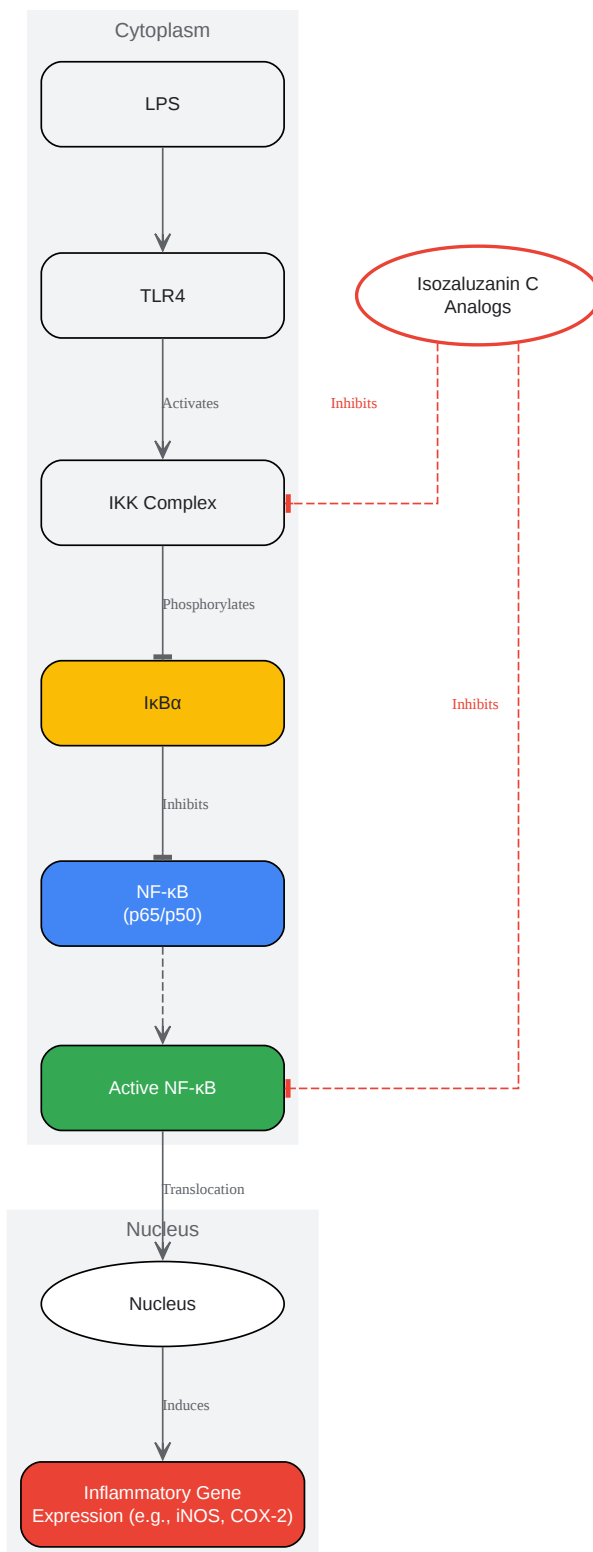 Cytoplasm
LPS
TLR4
Isozaluzanin C
Analogs
Activates
Inhibits
IKK Complex
Phosphorylates
IκBα
Inhibits
Inhibits
NF-κB
(p65/p50)
Active NF-κB
Translocation
Nucleus
Nucleus
Induces
Inflammatory Gene
Expression (e.g., iNOS, COX-2)